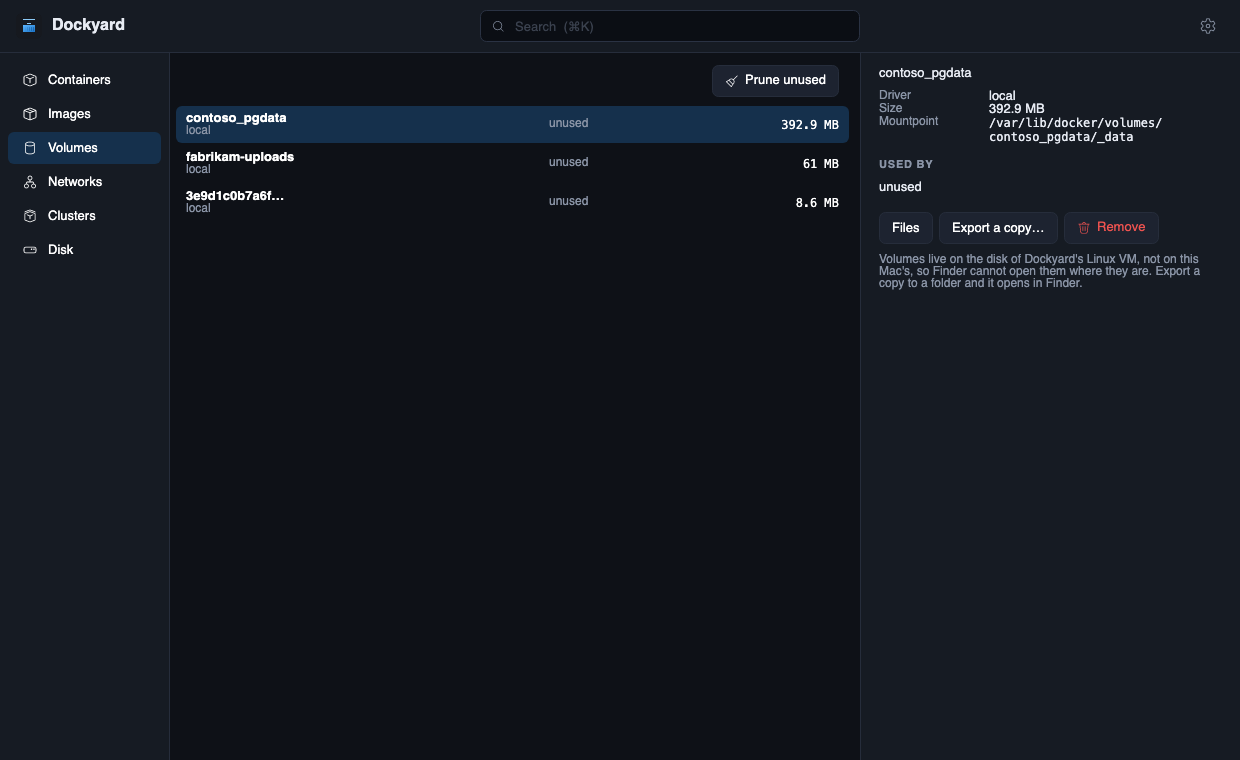 Dockyard
Search (⌘K)
Containers
Images
Volumes
Networks
Clusters
Disk
Prune unused
contoso_pgdata
local
unused
392.9 MB
fabrikam-uploads
local
unused
61 MB
3e9d1c0b7a6f…
local
unused
8.6 MB
contoso_pgdata
Driver local
Size 392.9 MB
Mountpoint /var/lib/docker/volumes/
contoso_pgdata/_data
USED BY
unused
Files
Export a copy…
Remove
Volumes live on the disk of Dockyard's Linux VM, not on this
Mac's, so Finder cannot open them where they are. Export a
copy to a folder and it opens in Finder.